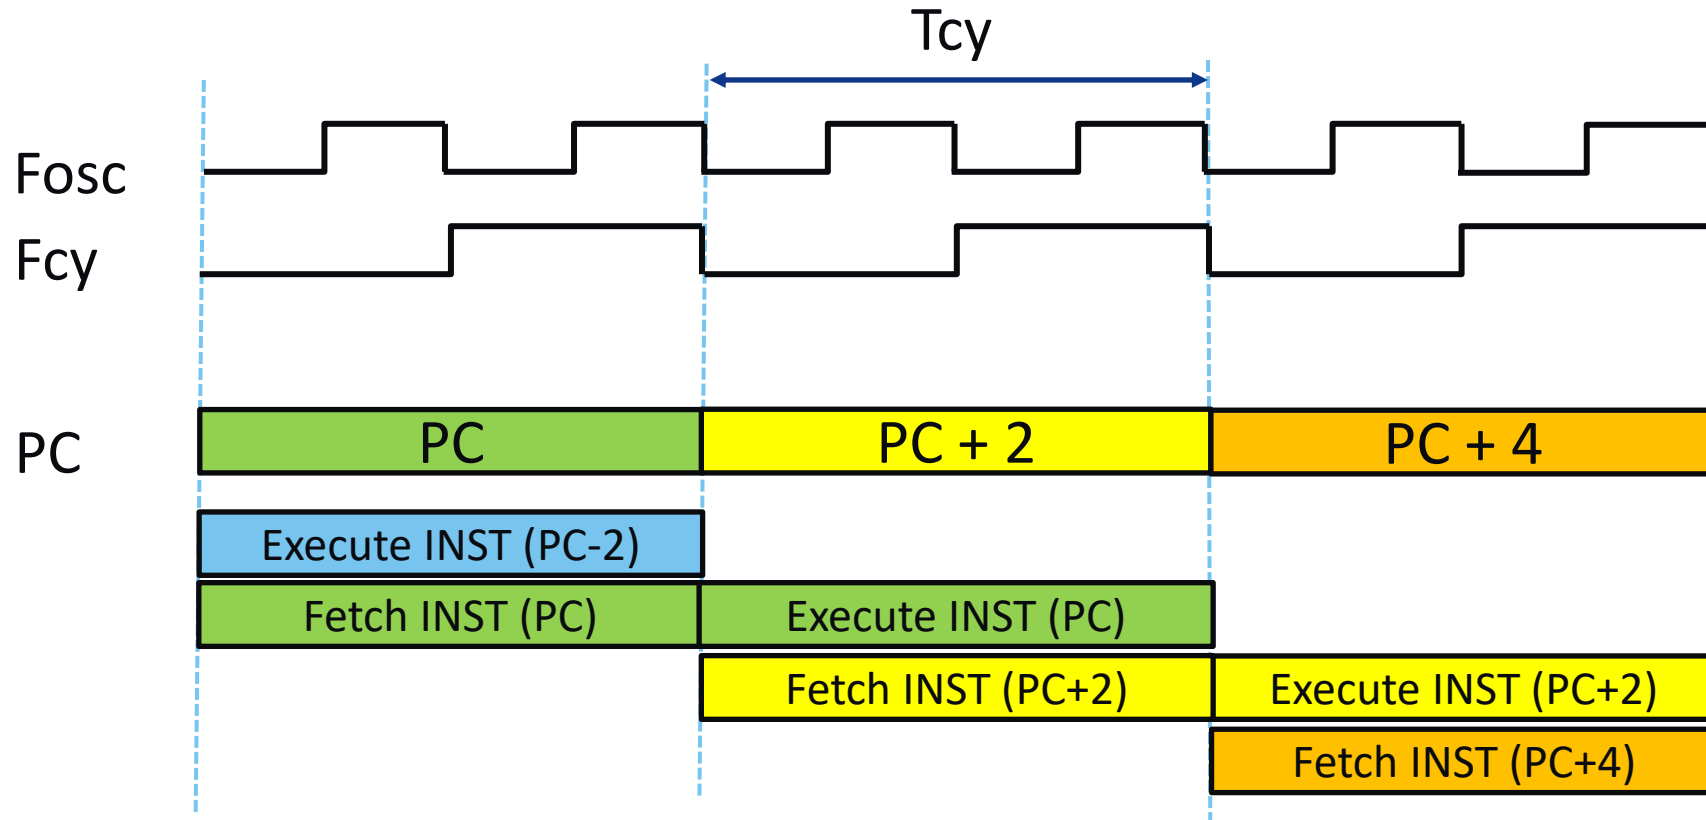 Tcy
Fosc
Fcy
PC
PC
PC + 2
PC + 4
Execute INST (PC-2)
Fetch INST (PC)
Execute INST (PC)
Fetch INST (PC+2)
Execute INST (PC+2)
Fetch INST (PC+4)